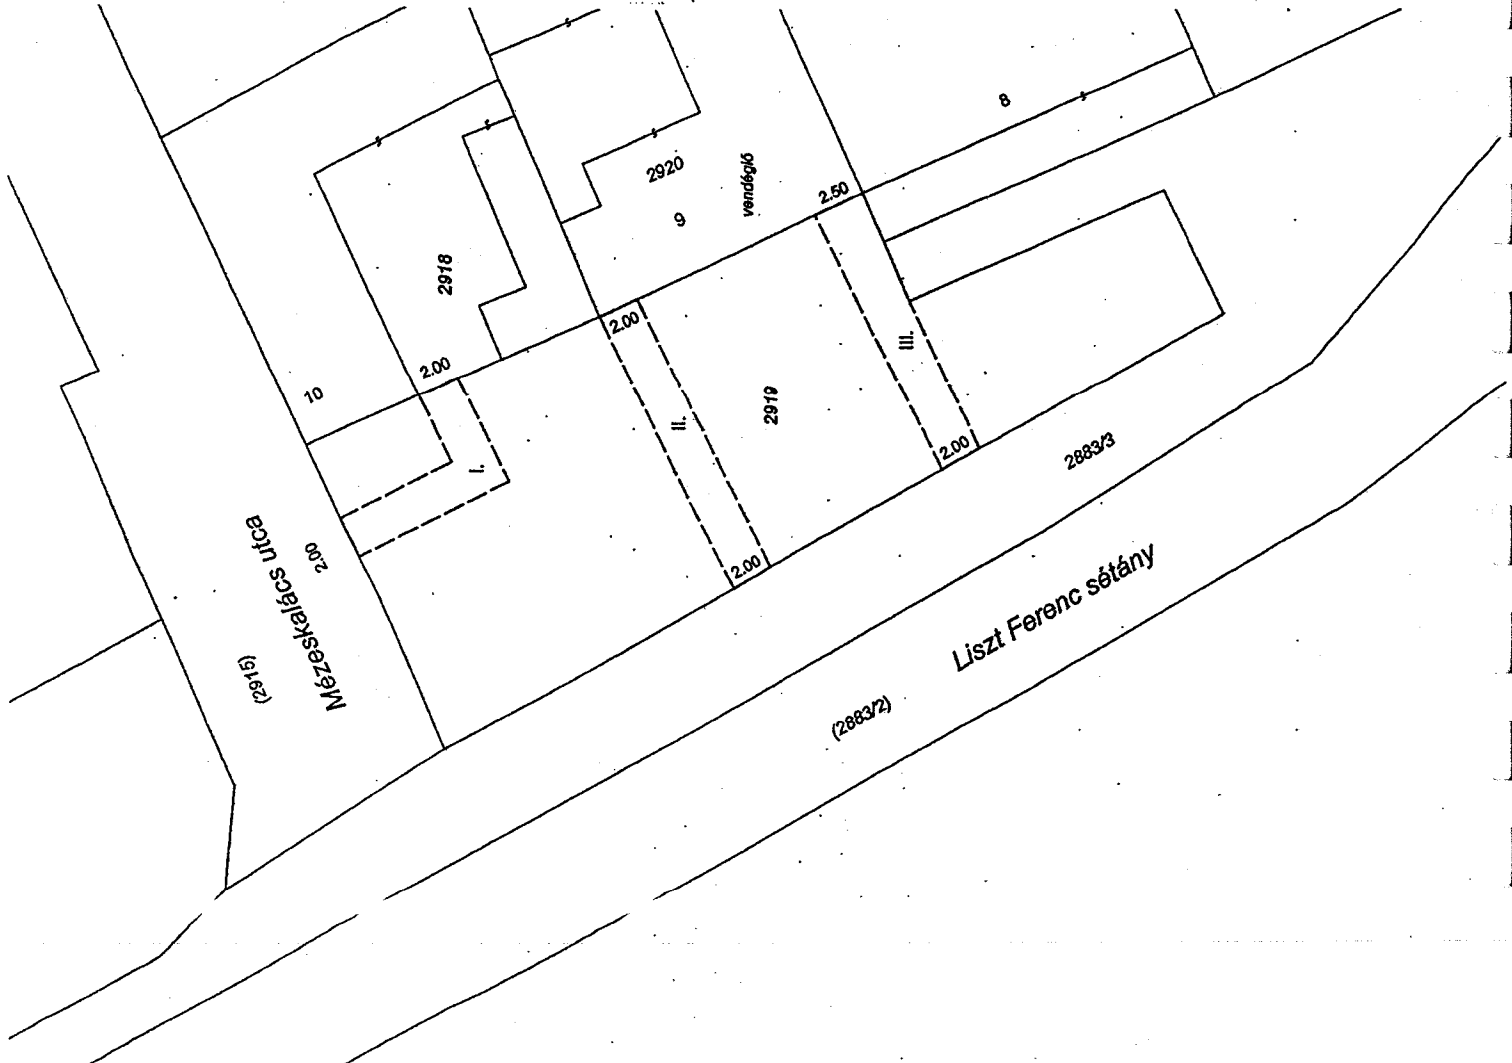 8
2920
vendéglő
9
2.50
2918
2.00
2.00
10
I.
II.
2919
III.
2.00
2.00
2.00
2883/3
Mézeskalács utca
(2915)
Liszt Ferenc sétány
(2883/2)